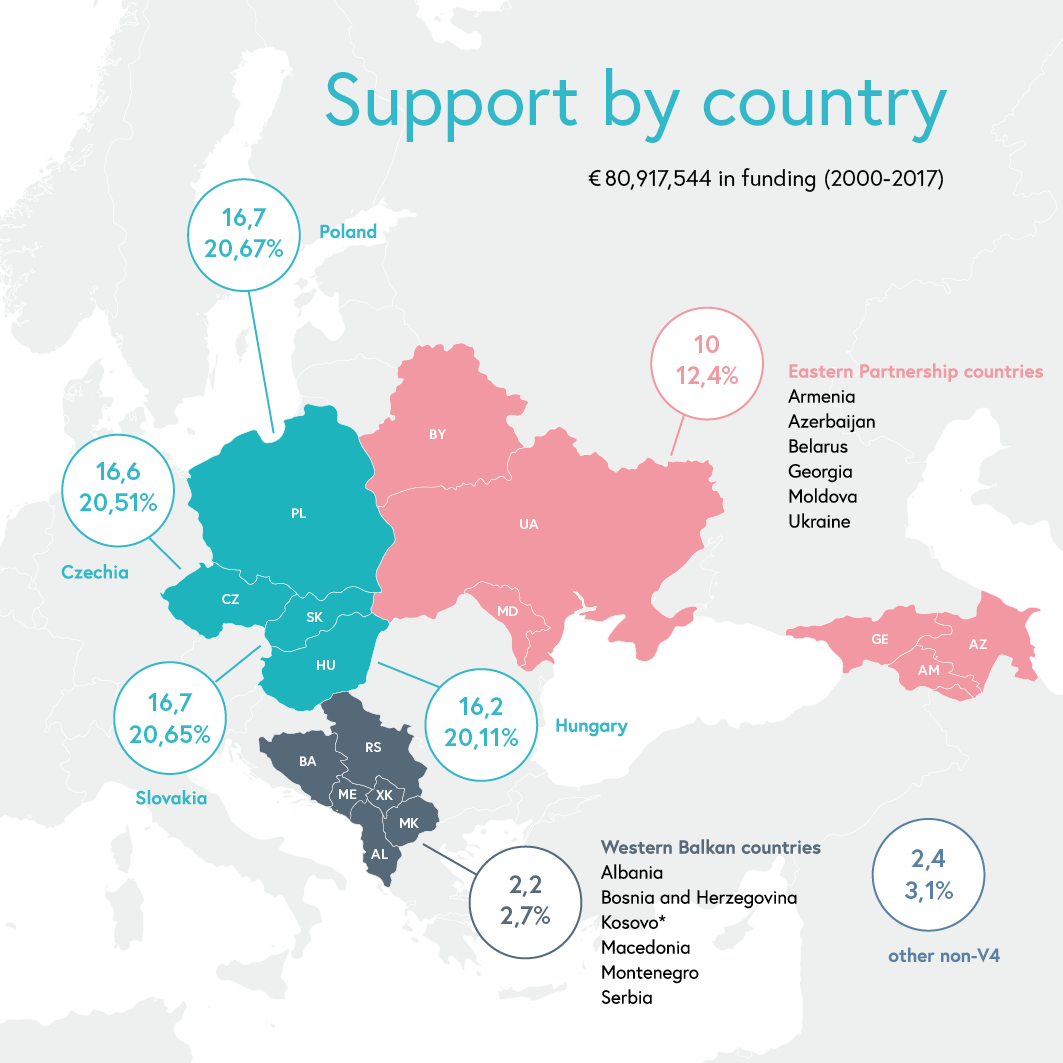 Support by country
€ 80,917,544 in funding (2000-2017)
16,7
20,67%
Poland
10
12,4%
Eastern Partnership countries
Armenia
Azerbaijan
Belarus
Georgia
Moldova
Ukraine
16,6
20,51%
Czechia
BY
PL
UA
CZ
SK
MD
HU
GE
AZ
AM
16,7
20,65%
Slovakia
16,2
20,11%
Hungary
RS
BA
ME
XK
MK
AL
2,2
2,7%
Western Balkan countries
Albania
Bosnia and Herzegovina
Kosovo*
Macedonia
Montenegro
Serbia
2,4
3,1%
other non-V4